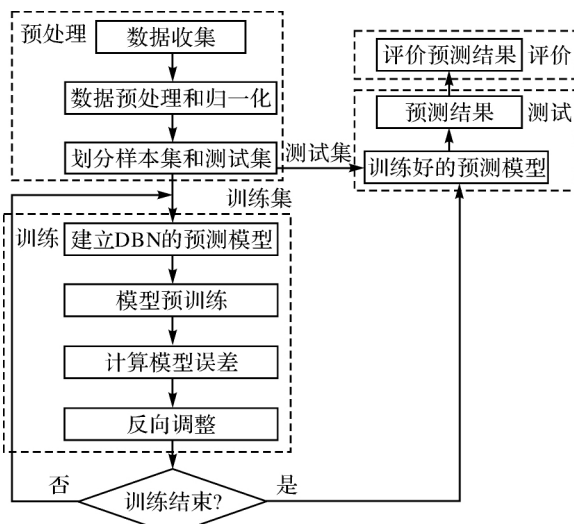 预处理
数据收集
数据预处理和归一化
划分样本集和测试集
测试集
评价预测结果
评价
预测结果
测试
训练好的预测模型
训练集
训练
建立DBN的预测模型
模型预训练
计算模型误差
反向调整
否
训练结束?
是